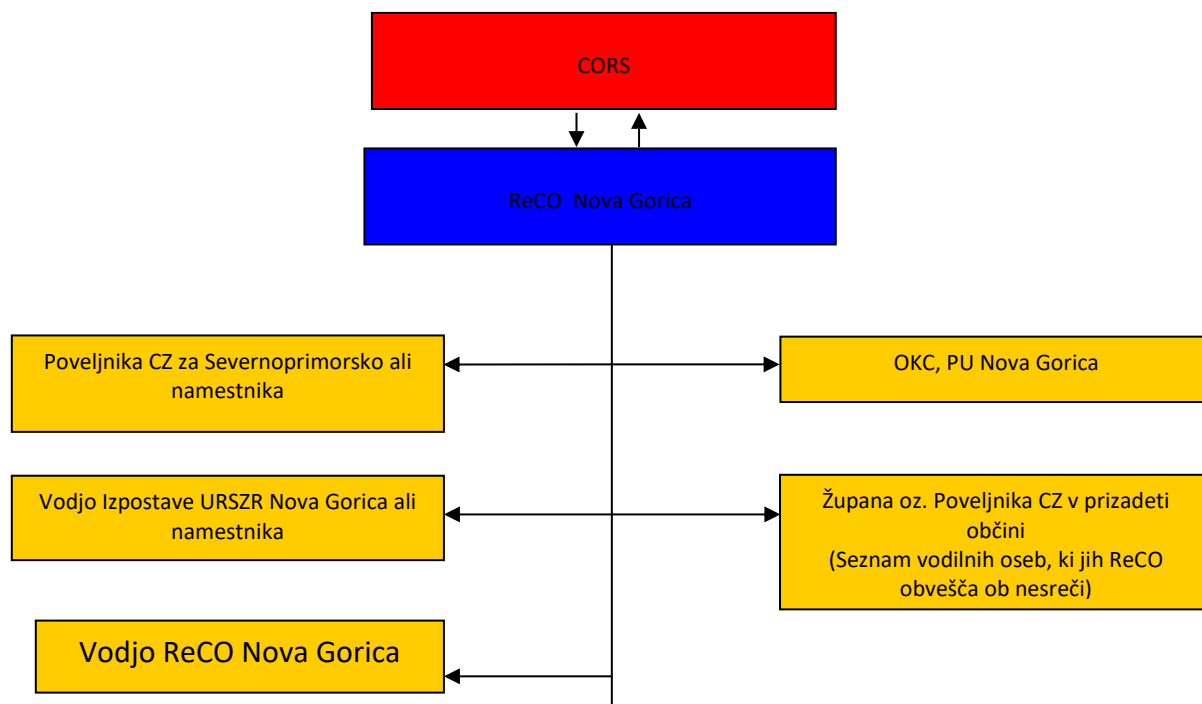 CORS
ReCO  Nova Gorica
Poveljnika CZ za Severnoprimorsko ali
namestnika
OKC, PU Nova Gorica
Vodjo Izpostave URSZR Nova Gorica ali
namestnika
Župana oz. Poveljnika CZ v prizadeti
občini
(Seznam vodilnih oseb, ki jih ReCO
obvešča ob nesreči)
Vodjo ReCO Nova Gorica